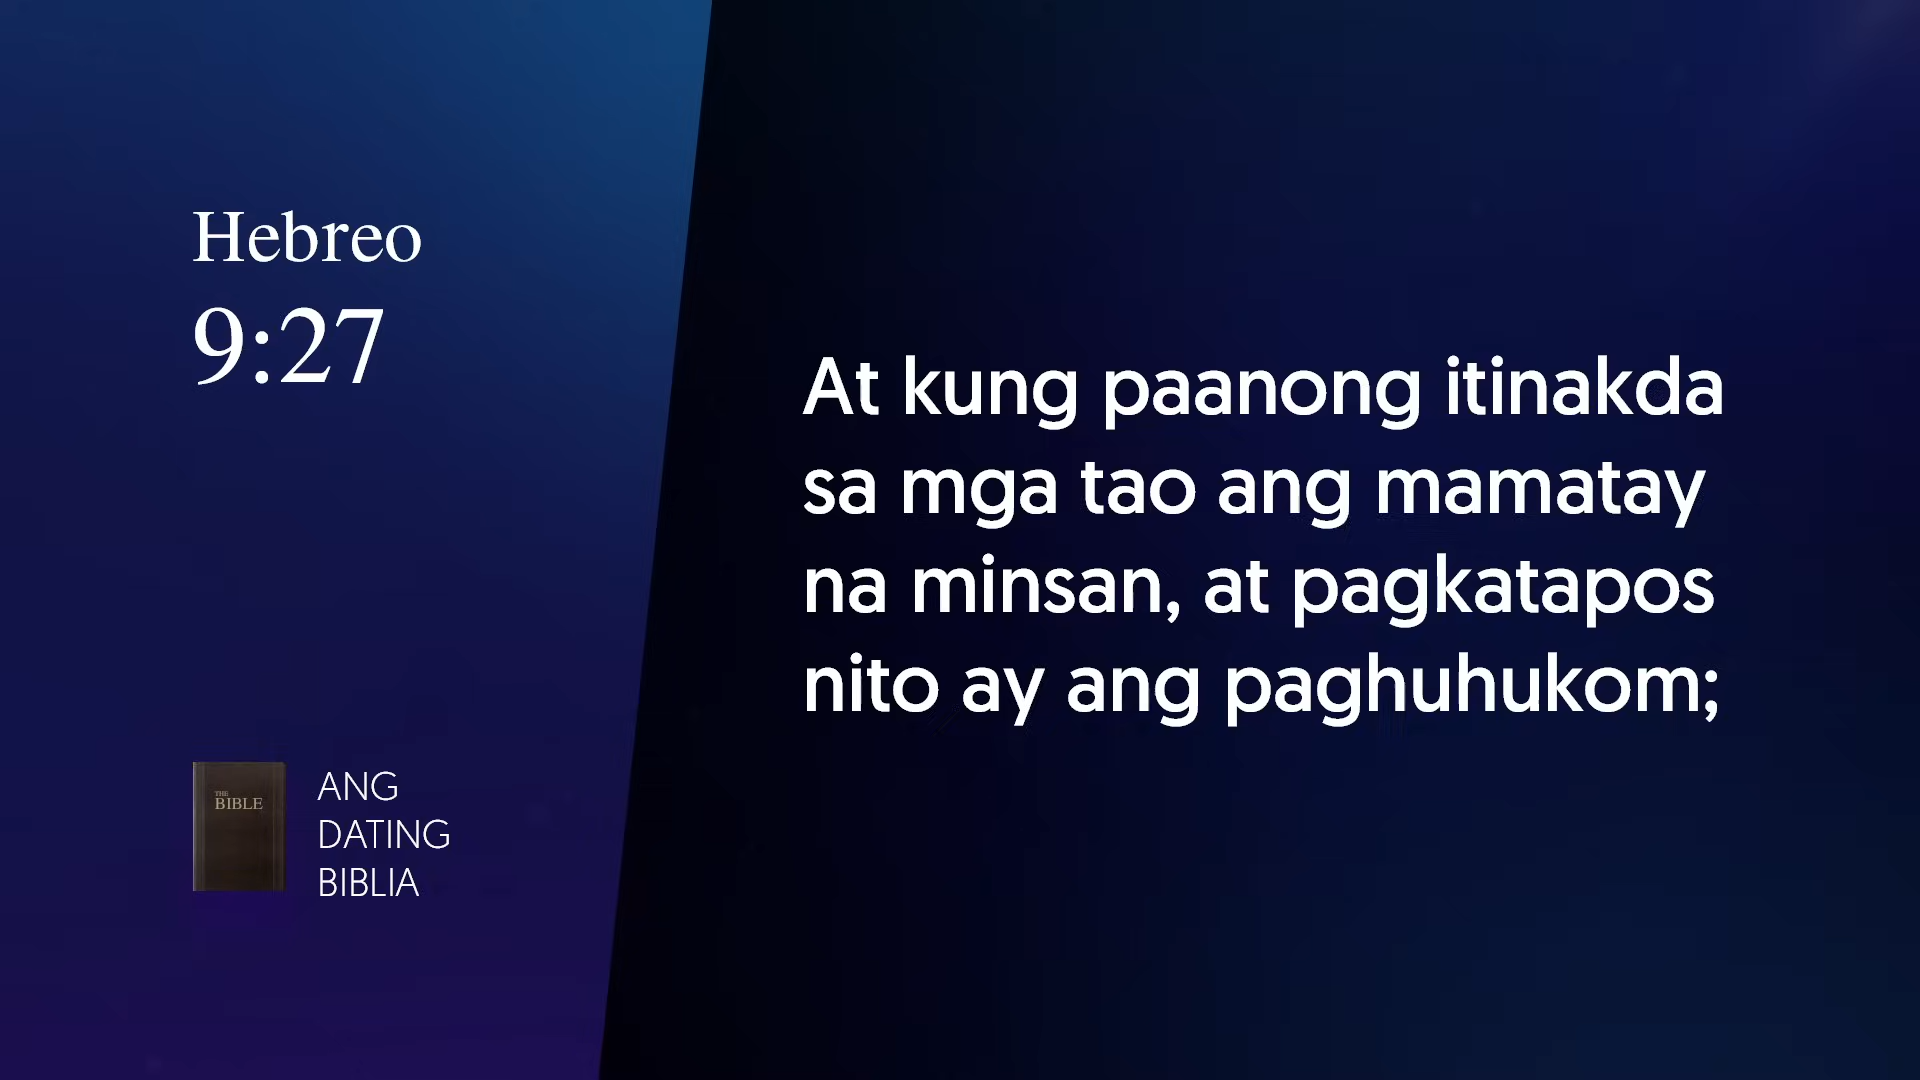 Hebreo
9:27
At kung paanong itinakda
sa mga tao ang mamatay
na minsan, at pagkatapos
nito ay ang paghuhukom;
THE
BIBLE
ANG
DATING
BIBLIA